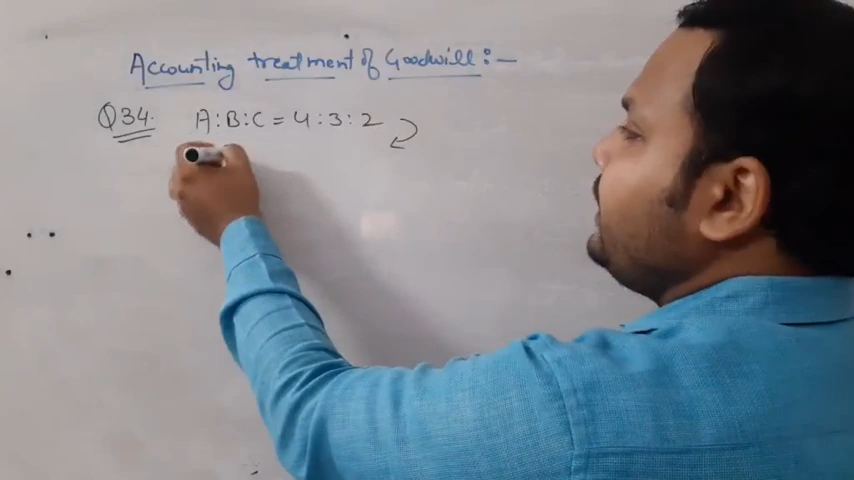 Accounting treatment of Goodwill :-
Q34. A : B : C = 4 : 3 : 2